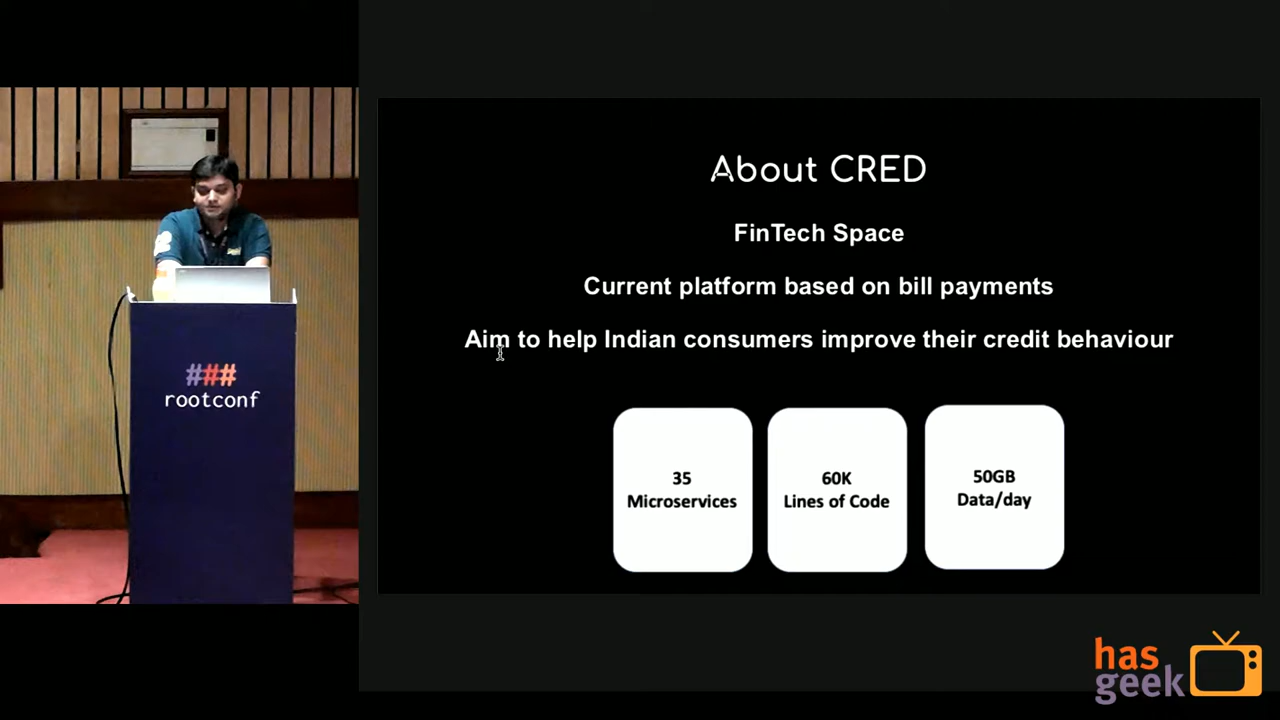 About CRED
FinTech Space
Current platform based on bill payments
Aim to help Indian consumers improve their credit behaviour
35
Microservices
60K
Lines of Code
50GB
Data/day
###
rootconf
has
geek